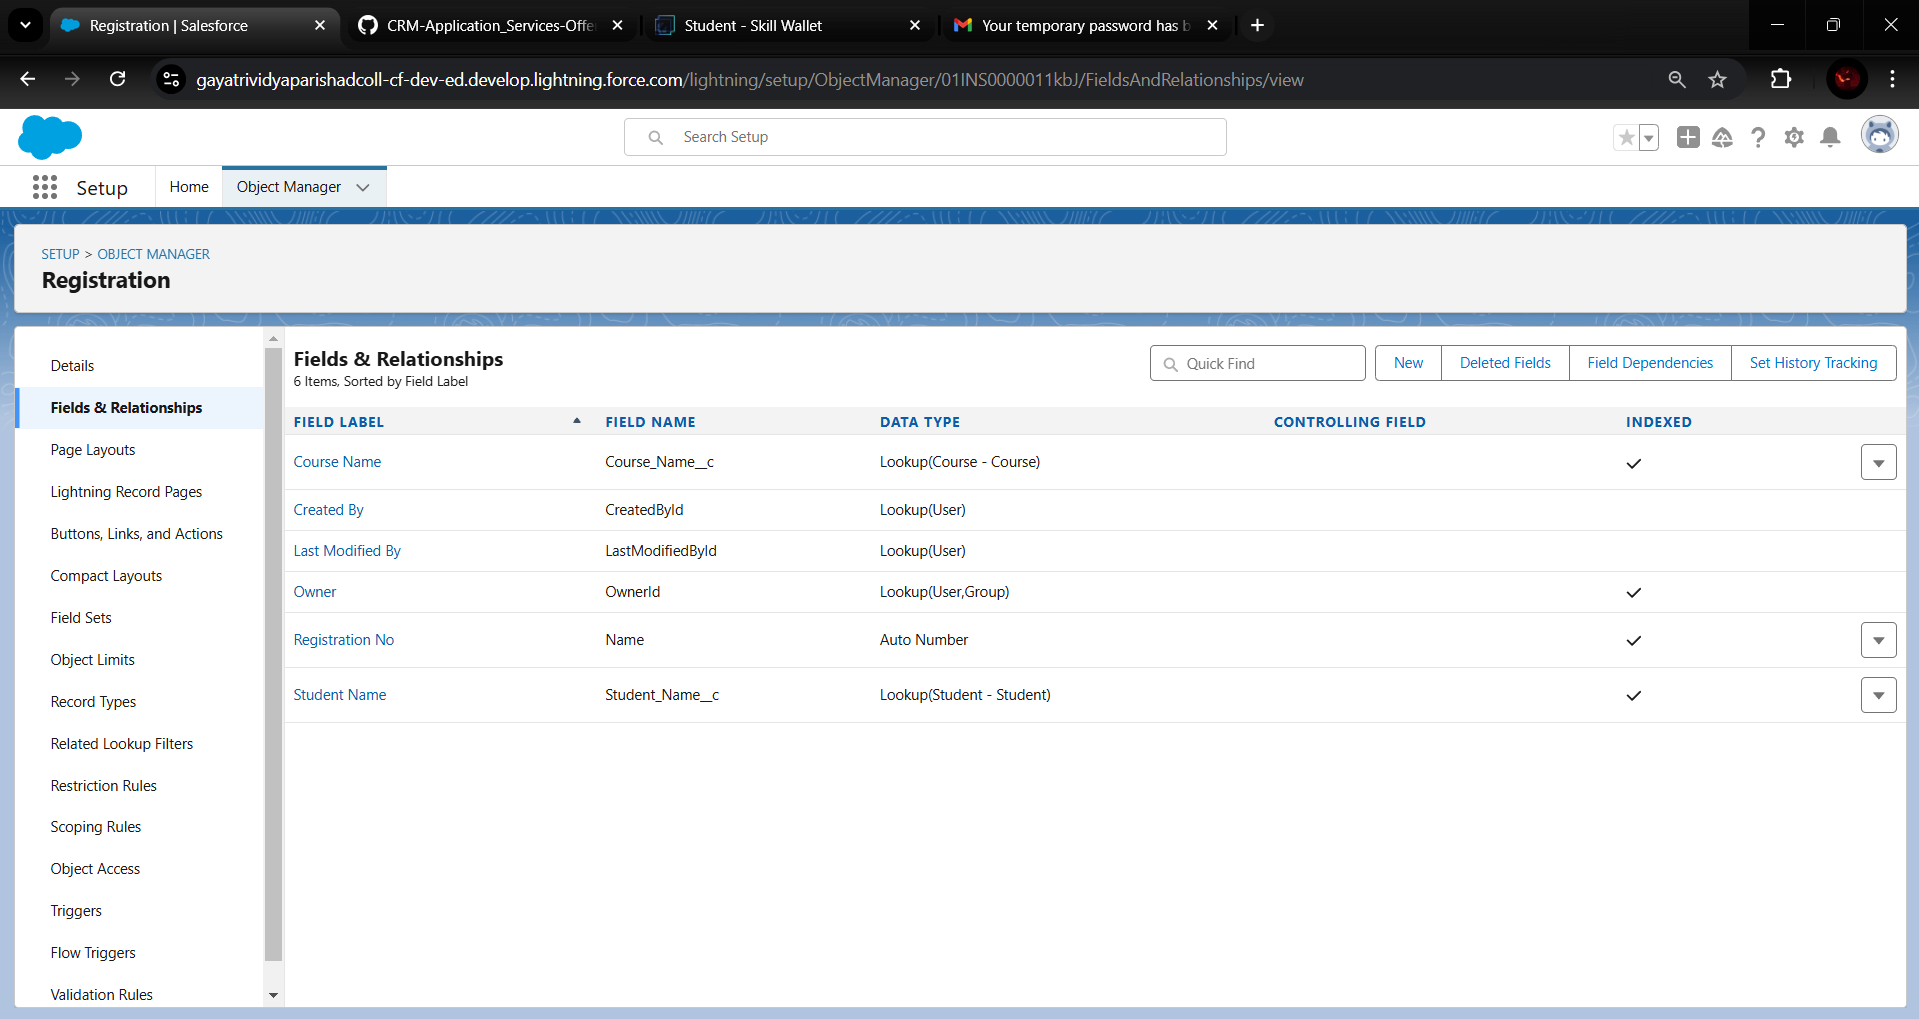 Registration | Salesforce
CRM-Application_Services-Offe
Student - Skill Wallet
Your temporary password has b
gayatrividyaparishadcoll-cf-dev-ed.develop.lightning.force.com/lightning/setup/ObjectManager/01INS0000011kbJ/FieldsAndRelationships/view
Search Setup
Setup
Home
Object Manager
SETUP > OBJECT MANAGER
Registration
Details
Fields & Relationships
Page Layouts
Lightning Record Pages
Buttons, Links, and Actions
Compact Layouts
Field Sets
Object Limits
Record Types
Related Lookup Filters
Restriction Rules
Scoping Rules
Object Access
Triggers
Flow Triggers
Validation Rules
Fields & Relationships
6 Items, Sorted by Field Label
Quick Find
New
Deleted Fields
Field Dependencies
Set History Tracking
FIELD LABEL FIELD NAME DATA TYPE CONTROLLING FIELD INDEXED
Course Name Course_Name__c Lookup(Course - Course)
Created By CreatedById Lookup(User)
Last Modified By LastModifiedById Lookup(User)
Owner OwnerId Lookup(User,Group)
Registration No Name Auto Number
Student Name Student_Name__c Lookup(Student - Student)